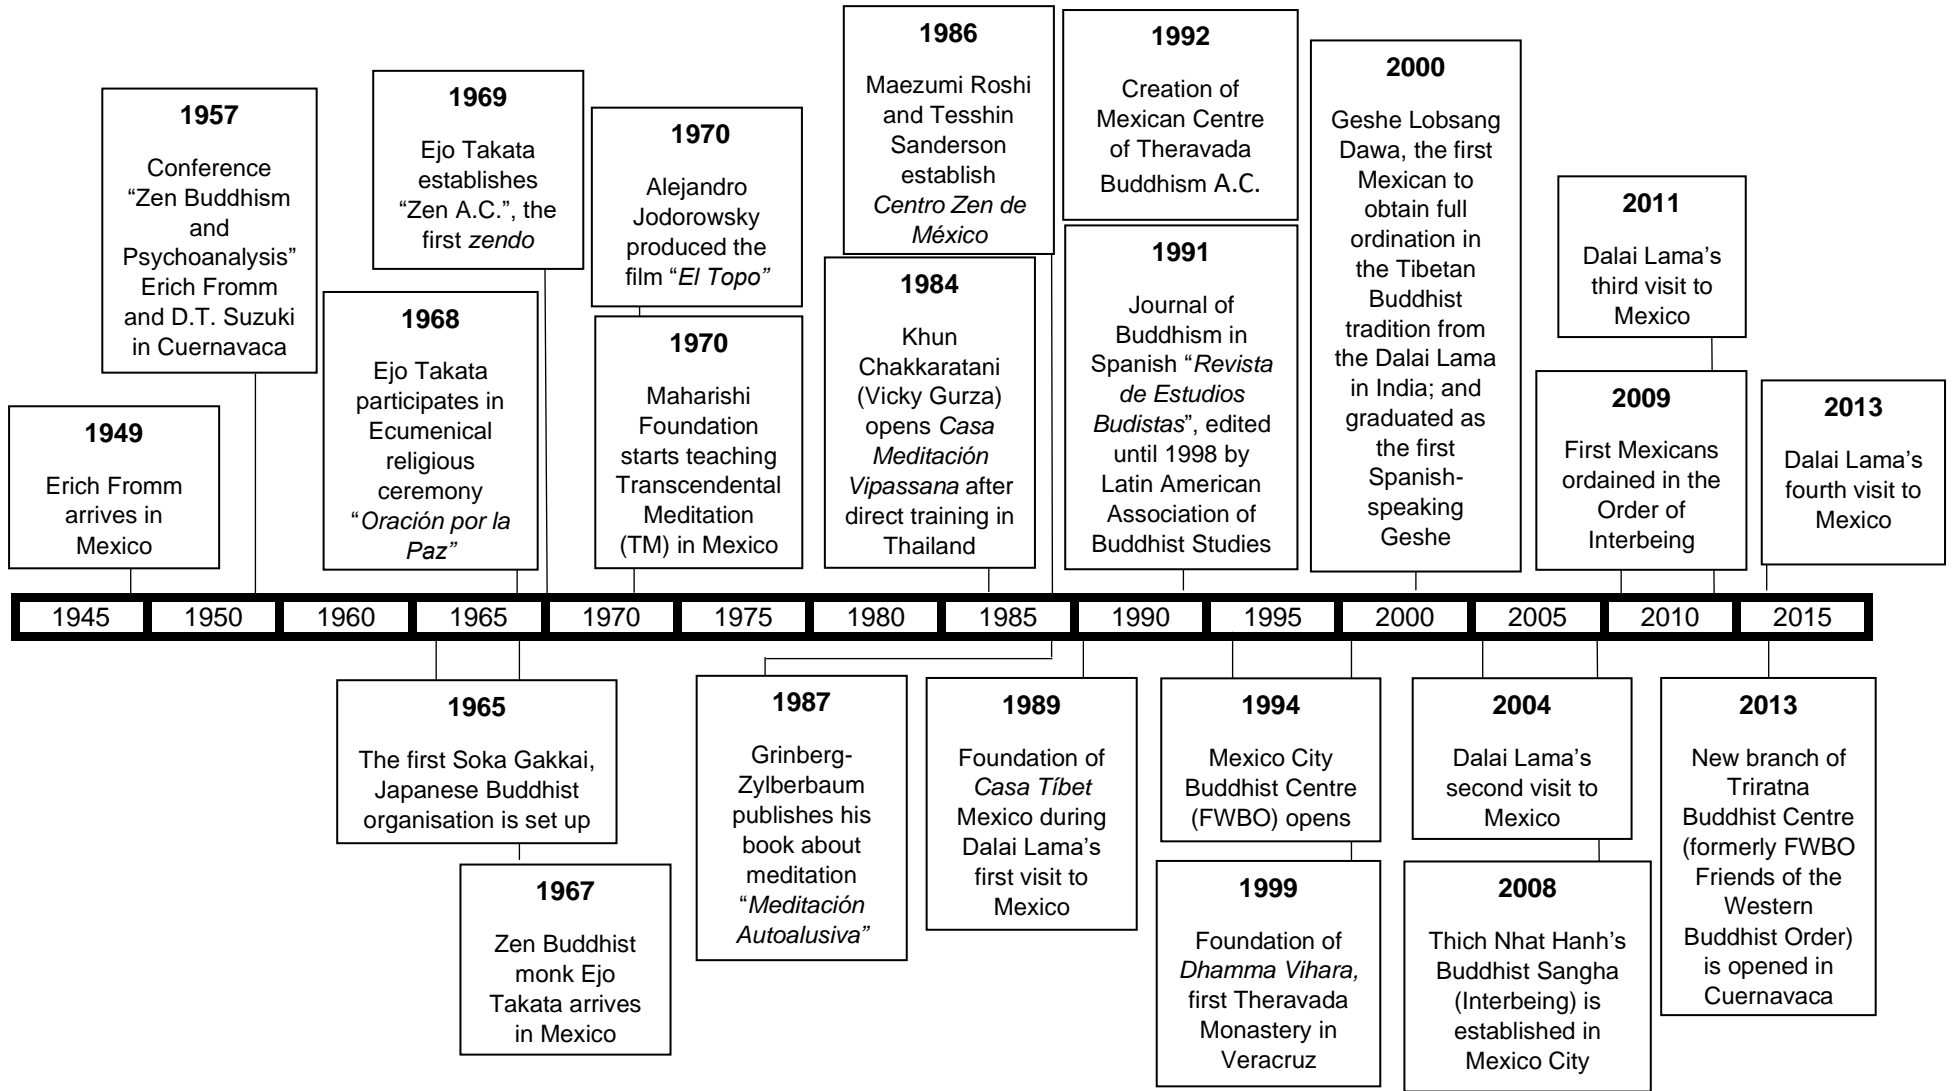 1957
Conference
“Zen Buddhism
and
Psychoanalysis”
Erich Fromm
and D.T. Suzuki
in Cuernavaca
1949
Erich Fromm
arrives in
Mexico
1969
Ejo Takata
establishes
“Zen A.C.”, the
first zendo
1968
Ejo Takata
participates in
Ecumenical
religious
ceremony
“Oración por la
Paz”
1970
Alejandro
Jodorowsky
produced the
film “El Topo”
1970
Maharishi
Foundation
starts teaching
Transcendental
Meditation
(TM) in Mexico
1986
Maezumi Roshi
and Tesshin
Sanderson
establish
Centro Zen de
México
1984
Khun
Chakkaratani
(Vicky Gurza)
opens Casa
Meditación
Vipassana after
direct training in
Thailand
1992
Creation of
Mexican Centre
of Theravada
Buddhism A.C.
1991
Journal of
Buddhism in
Spanish “Revista
de Estudios
Budistas”, edited
until 1998 by
Latin American
Association of
Buddhist Studies
2000
Geshe Lobsang
Dawa, the first
Mexican to
obtain full
ordination in
the Tibetan
Buddhist
tradition from
the Dalai Lama
in India; and
graduated as
the first
Spanish-
speaking
Geshe
2011
Dalai Lama’s
third visit to
Mexico
2009
First Mexicans
ordained in the
Order of
Interbeing
2013
Dalai Lama’s
fourth visit to
Mexico
1945 1950 1960 1965 1970 1975 1980 1985 1990 1995 2000 2005 2010 2015
1965
The first Soka Gakkai,
Japanese Buddhist
organisation is set up
1967
Zen Buddhist
monk Ejo
Takata arrives
in Mexico
1987
Grinberg-
Zylberbaum
publishes his
book about
meditation
“Meditación
Autoalusiva”
1989
Foundation of
Casa Tíbet
Mexico during
Dalai Lama’s
first visit to
Mexico
1994
Mexico City
Buddhist Centre
(FWBO) opens
1999
Foundation of
Dhamma Vihara,
first Theravada
Monastery in
Veracruz
2004
Dalai Lama’s
second visit to
Mexico
2008
Thich Nhat Hanh’s
Buddhist Sangha
(Interbeing) is
established in
Mexico City
2013
New branch of
Triratna
Buddhist Centre
(formerly FWBO
Friends of the
Western
Buddhist Order)
is opened in
Cuernavaca